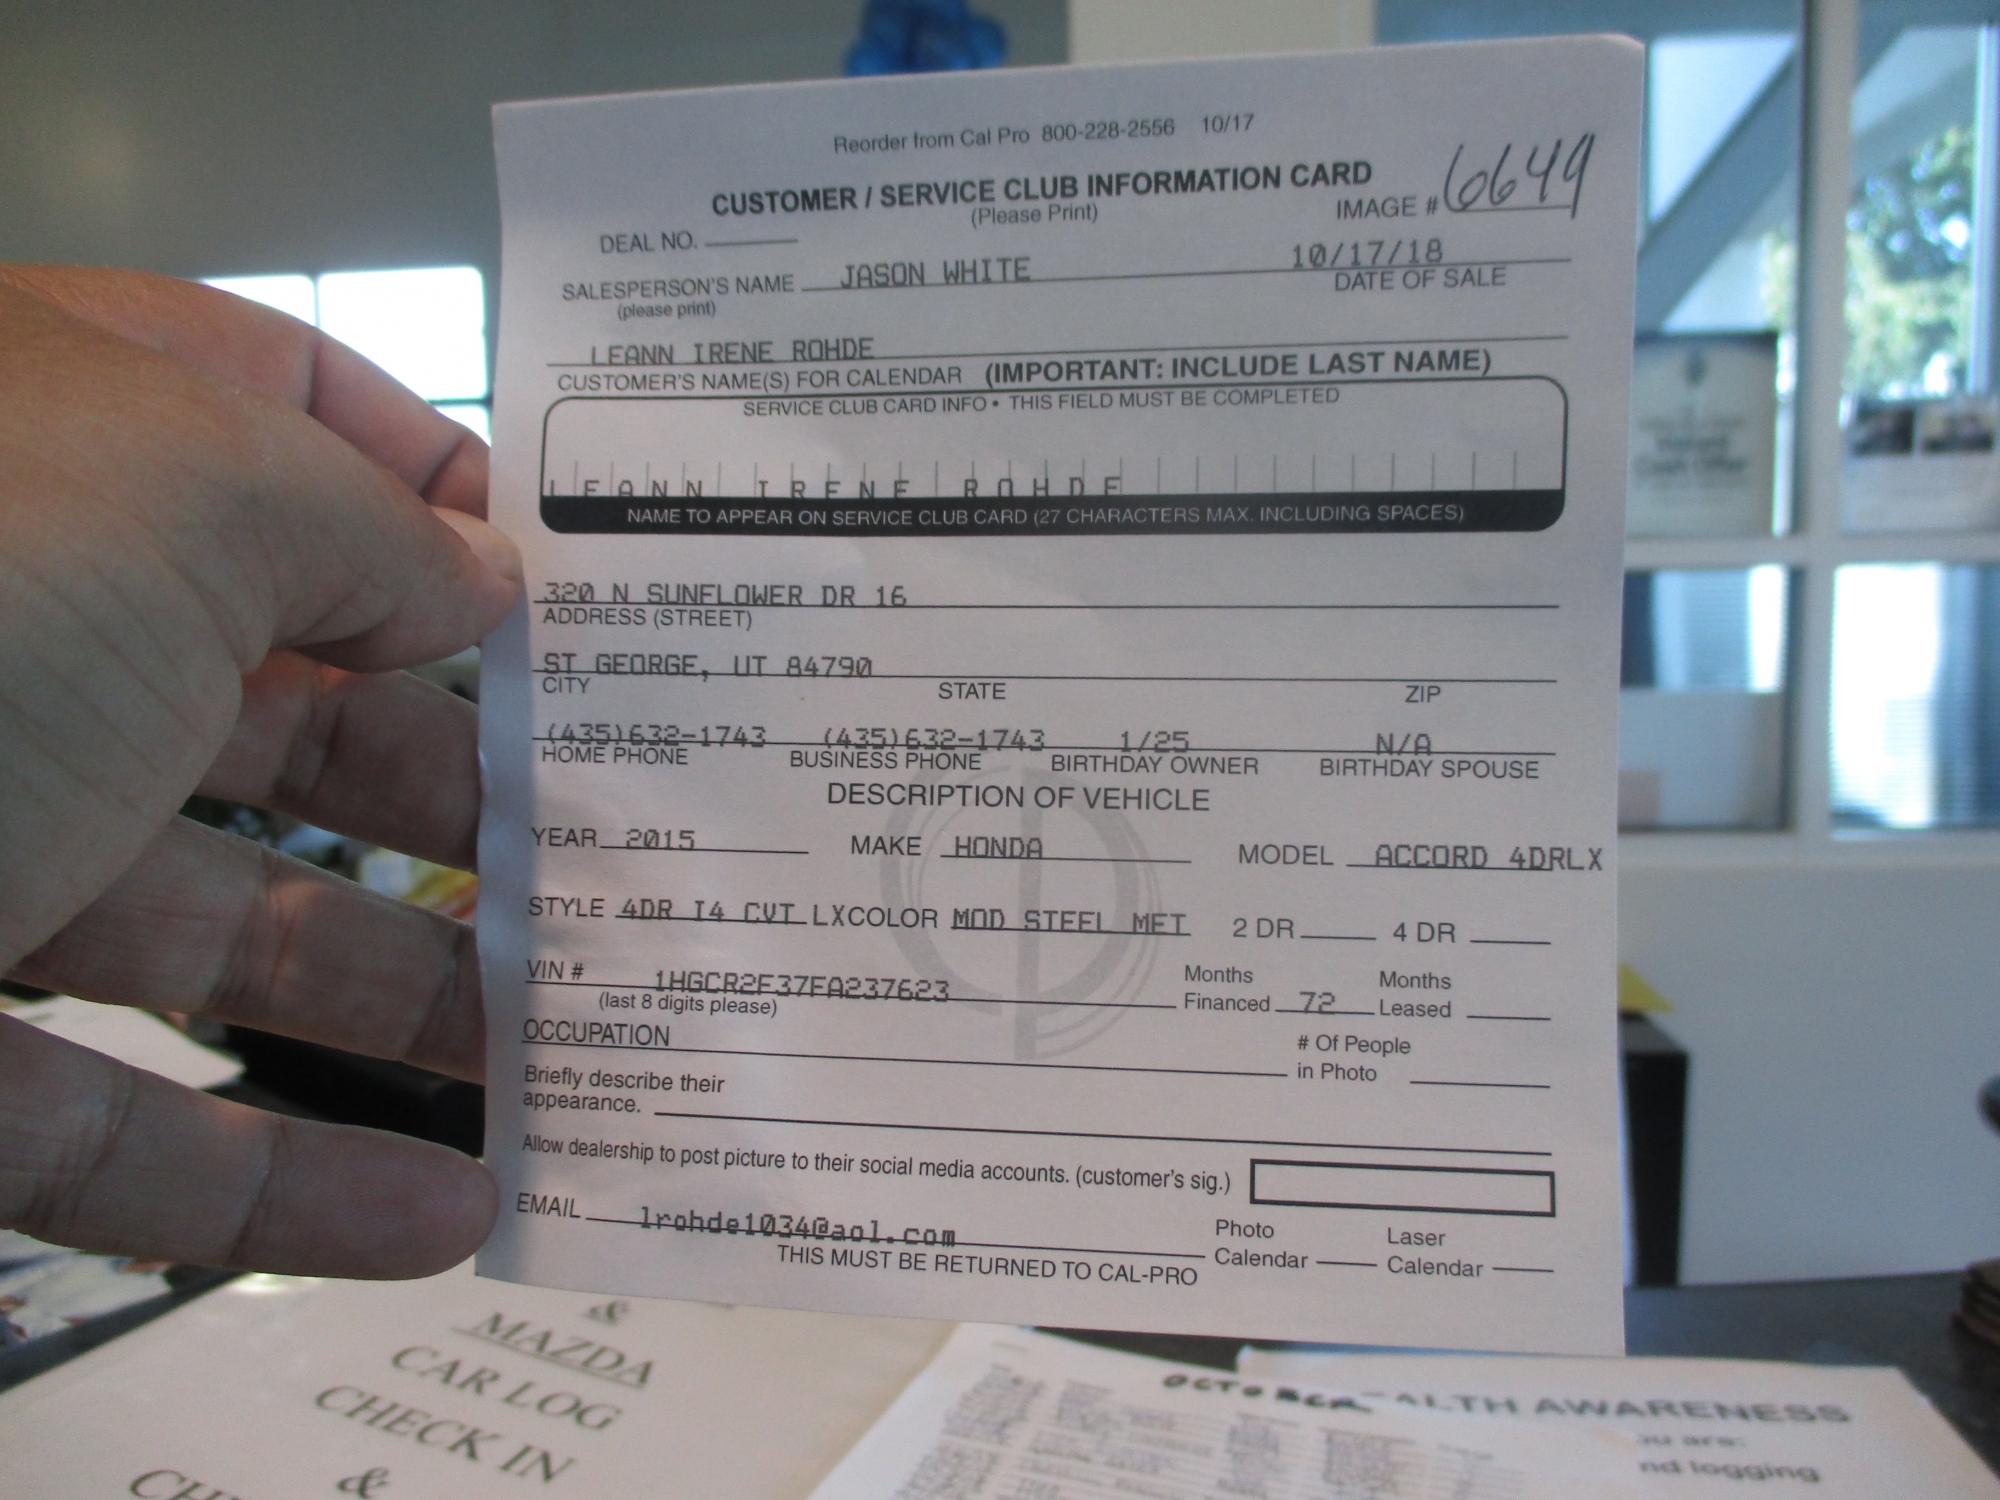 Reorder from Cal Pro 800-228-2556 10/17
CUSTOMER / SERVICE CLUB INFORMATION CARD
(Please Print)
IMAGE # 6649
DEAL NO.
SALESPERSON'S NAME JASON WHITE 10/17/18
(please print) DATE OF SALE
LEANN IRENE ROHDE
CUSTOMER'S NAME(S) FOR CALENDAR (IMPORTANT: INCLUDE LAST NAME)
SERVICE CLUB CARD INFO • THIS FIELD MUST BE COMPLETED
LEANN IRENE ROHDE
NAME TO APPEAR ON SERVICE CLUB CARD (27 CHARACTERS MAX. INCLUDING SPACES)
320 N SUNFLOWER DR 16
ADDRESS (STREET)
ST GEORGE, UT 84790
CITY STATE ZIP
(435)632-1743 (435)632-1743 1/25 N/A
HOME PHONE BUSINESS PHONE BIRTHDAY OWNER BIRTHDAY SPOUSE
DESCRIPTION OF VEHICLE
YEAR 2015 MAKE HONDA MODEL ACCORD 4DRLX
STYLE 4DR I4 CVT LX COLOR MOD STEEL MET 2 DR 4 DR
VIN # 1HGCR2F37FA237623 Months Financed 72 Months Leased
(last 8 digits please)
OCCUPATION # Of People in Photo
Briefly describe their
appearance.
Allow dealership to post picture to their social media accounts. (customer's sig.)
EMAIL lrohde1034@aol.com Photo Calendar Laser Calendar
THIS MUST BE RETURNED TO CAL-PRO
&
MAZDA
CAR LOG
CHECK IN
&
OCTOBER
AWARENESS
logging